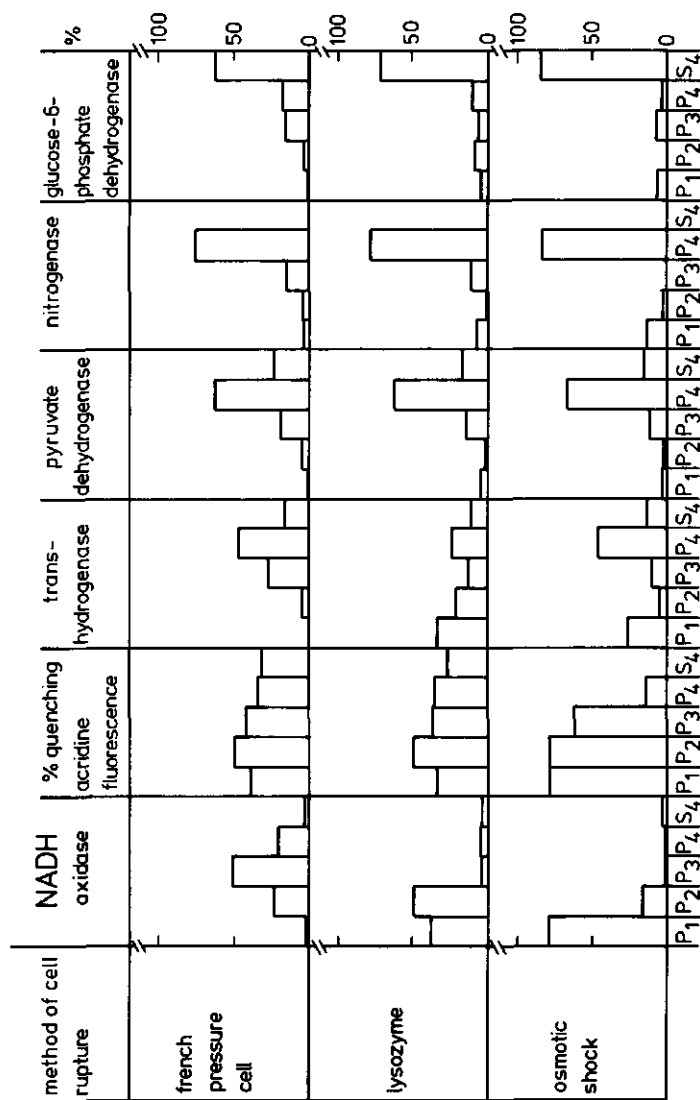 method of cell rupture
NADH axidase
% quenching acridine fluorescence
trans- hydrogenase
pyruvate dehydrogenase
nitrogenase
glucose-6- phosphate dehydrogenase
%
french pressure cell
100
50
0
lysozyme
100
50
0
osmotic shock
100
50
0
P1 P2 P3 P4 S4 P1 P2 P3 P4 S4 P1 P2 P3 P4 S4 P1 P2 P3 P4 S4 P1 P2 P3 P4 S4 P1 P2 P3 P4 S4